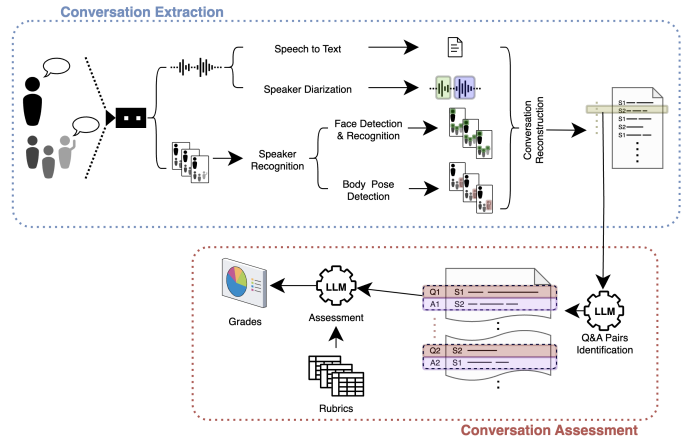 Conversation Extraction
Speech to Text
Speaker Diarization
Face Detection
& Recognition
Speaker
Recognition
Body Pose
Detection
Conversation
Reconstruction
S1
S2
S1
S2
S1
LLM
Q&A Pairs
Identification
Q1 S1
A1 S2
Q2 S2
A2 S1
LLM
Assessment
Grades
Rubrics
Conversation Assessment